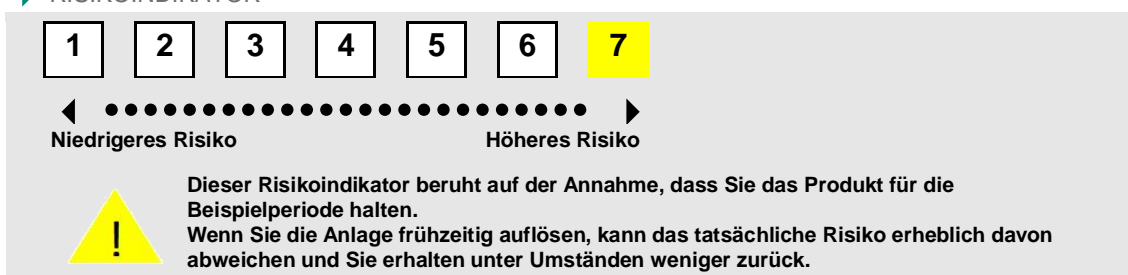 RISIKOINDIKATOR
1 2 3 4 5 6 7
Niedrigeres Risiko Höheres Risiko
Dieser Risikoindikator beruht auf der Annahme, dass Sie das Produkt für die
Beispielperiode halten.
Wenn Sie die Anlage frühzeitig auflösen, kann das tatsächliche Risiko erheblich davon
abweichen und Sie erhalten unter Umständen weniger zurück.